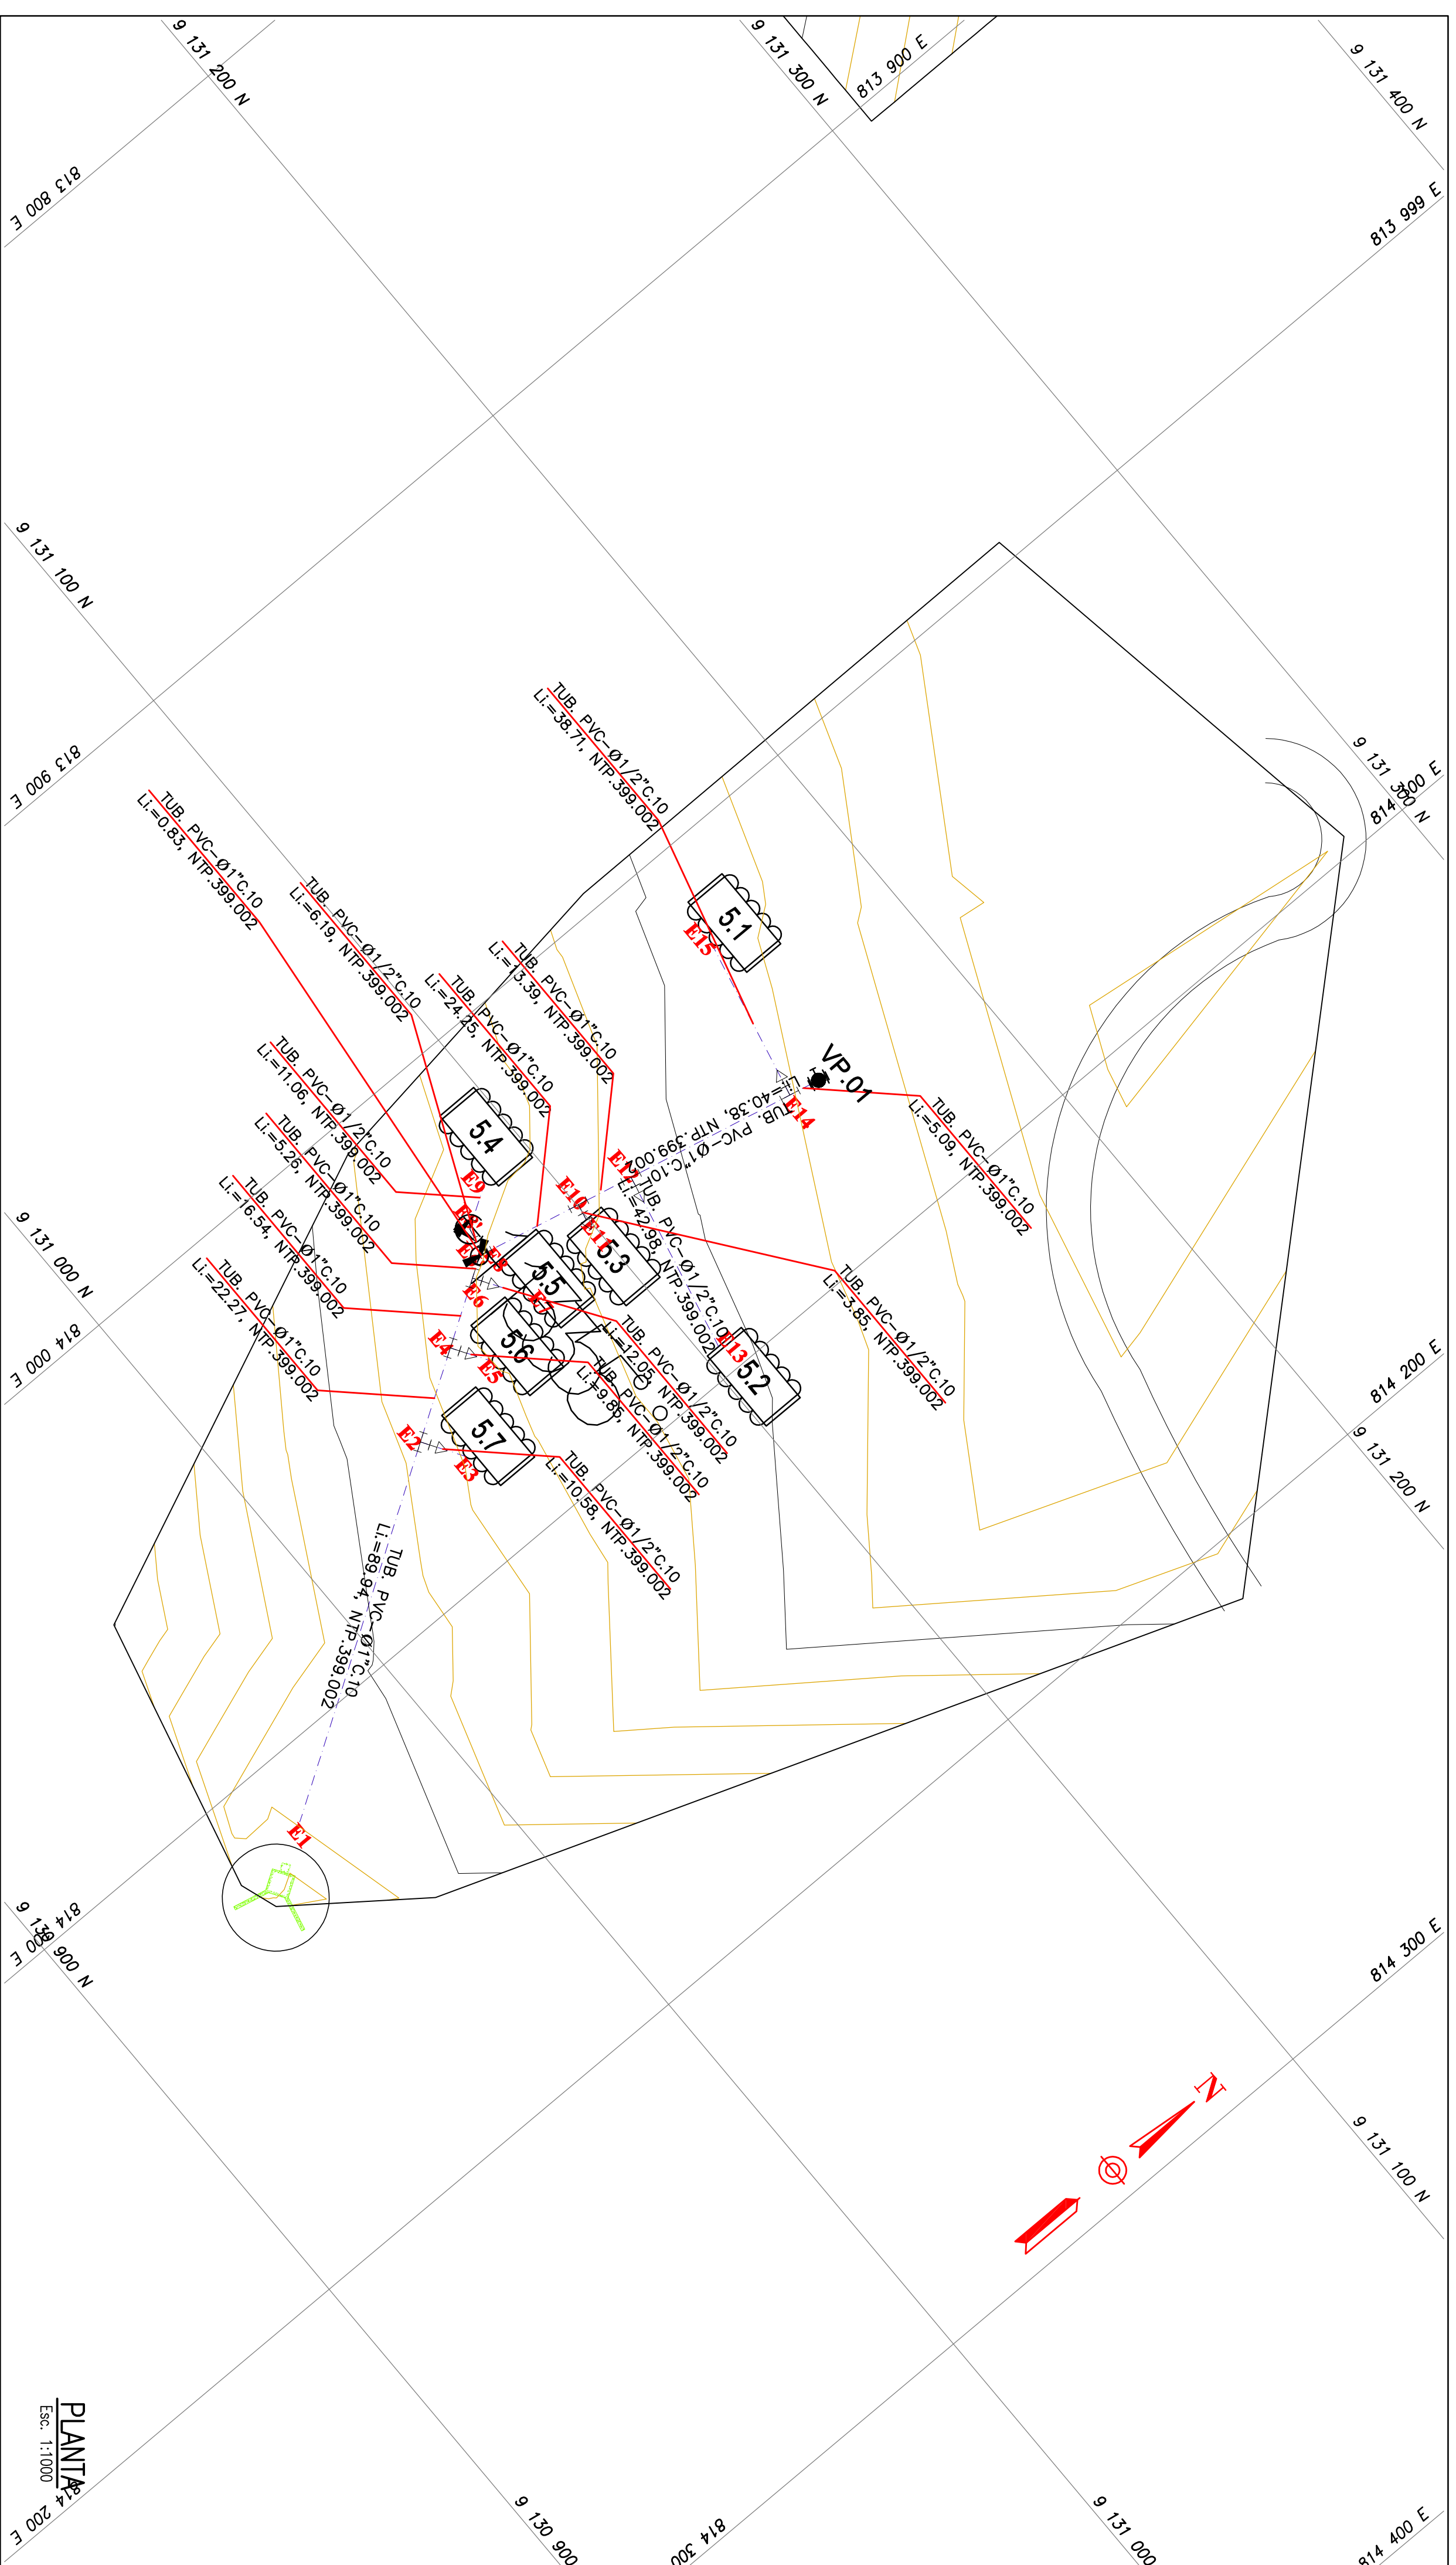 9 131 200 N
9 131 300 N
813 900 E
9 131 400 N
813 800 E
813 999 E
9 131 100 N
813 900 E
9 131 300 N
814 100 E
TUB. PVC-Ø1/2"C.10
Li.=38.71, NTP.399.002
TUB. PVC-Ø1"C.10
Li.=0.83, NTP.399.002
TUB. PVC-Ø1/2"C.10
Li.=6.19, NTP.399.002
TUB. PVC-Ø1"C.10
Li.=24.25, NTP.399.002
TUB. PVC-Ø1"C.10
Li.=13.39, NTP.399.002
5.1
E15
VP.01
E14
TUB. PVC-Ø1"C.10
Li.=5.09, NTP.399.002
TUB. PVC-Ø1"C.10
Li.=40.38, NTP.399.002
TUB. PVC-Ø1/2"C.10
Li.=11.06, NTP.399.002
TUB. PVC-Ø1"C.10
Li.=5.26, NTP.399.002
TUB. PVC-Ø1"C.10
Li.=16.54, NTP.399.002
TUB. PVC-Ø1"C.10
Li.=22.27, NTP.399.002
5.4
E9
E12
E10
E11
5.3
TUB. PVC-Ø1/2"C.10
Li.=42.98, NTP.399.002
TUB. PVC-Ø1/2"C.10
Li.=3.85, NTP.399.002
E8
5.5
E7
E6
E13
5.2
E4
E5
5.6
TUB. PVC-Ø1/2"C.10
Li.=12.05, NTP.399.002
TUB. PVC-Ø1/2"C.10
Li.=9.85, NTP.399.002
E2
E3
5.7
TUB. PVC-Ø1/2"C.10
Li.=10.58, NTP.399.002
9 131 000 N
814 000 E
814 200 E
9 131 200 N
TUB. PVC-Ø1"C.10
Li.=89.94, NTP.399.002
E1
9 130 900 N
814 100 E
814 300 E
N
9 131 100 N
PLANTA
Esc. 1:1000
814 200 E
9 130 900
814 300
9 131 000
814 400 E